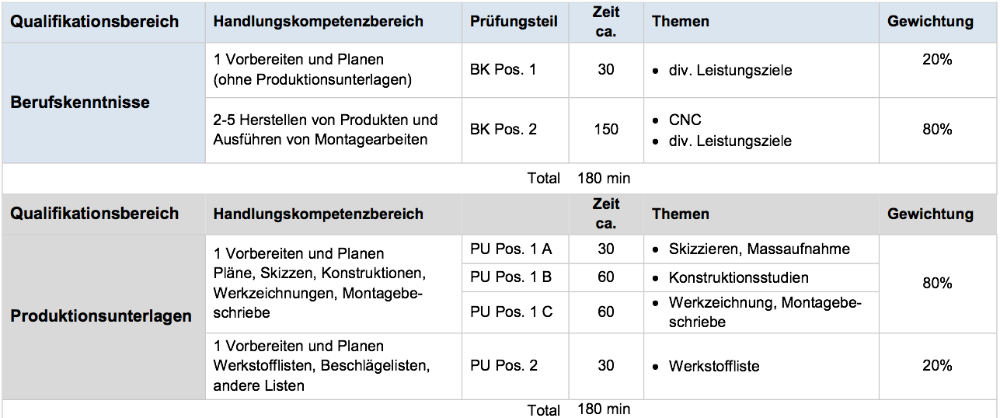 Qualifikationsbereich Handlungskompetenzbereich Prüfungsteil Zeit ca. Themen Gewichtung
Berufskenntnisse
1 Vorbereiten und Planen
(ohne Produktionsunterlagen)
BK Pos. 1 30 • div. Leistungsziele 20%
2-5 Herstellen von Produkten und
Ausführen von Montagearbeiten
BK Pos. 2 150 • CNC
• div. Leistungsziele
80%
Total 180 min
Qualifikationsbereich Handlungskompetenzbereich Zeit ca. Themen Gewichtung
Produktionsunterlagen
1 Vorbereiten und Planen
Pläne, Skizzen, Konstruktionen,
Werkzeichnungen, Montagebe-
schriebe
PU Pos. 1 A 30 • Skizzieren, Massaufnahme
PU Pos. 1 B 60 • Konstruktionsstudien
PU Pos. 1 C 60 • Werkzeichnung, Montagebe-
schriebe
80%
1 Vorbereiten und Planen
Werkstofflisten, Beschlägelisten,
andere Listen
PU Pos. 2 30 • Werkstoffliste 20%
Total 180 min